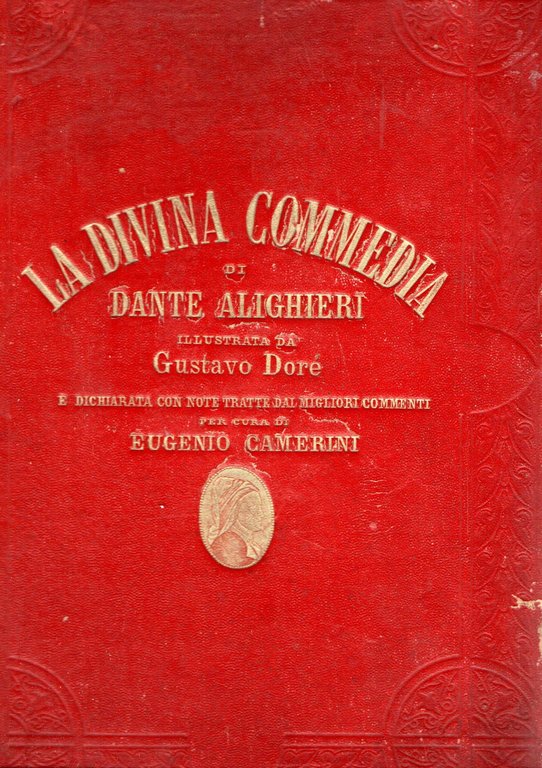 LA DIVINA COMMEDIA
DI
DANTE ALIGHIERI
ILLUSTRATA DA
Gustavo Doré
E DICHIARATA CON NOTE TRATTE DAI MIGLIORI COMMENTI
PER CURA DI
EUGENIO CAMERINI